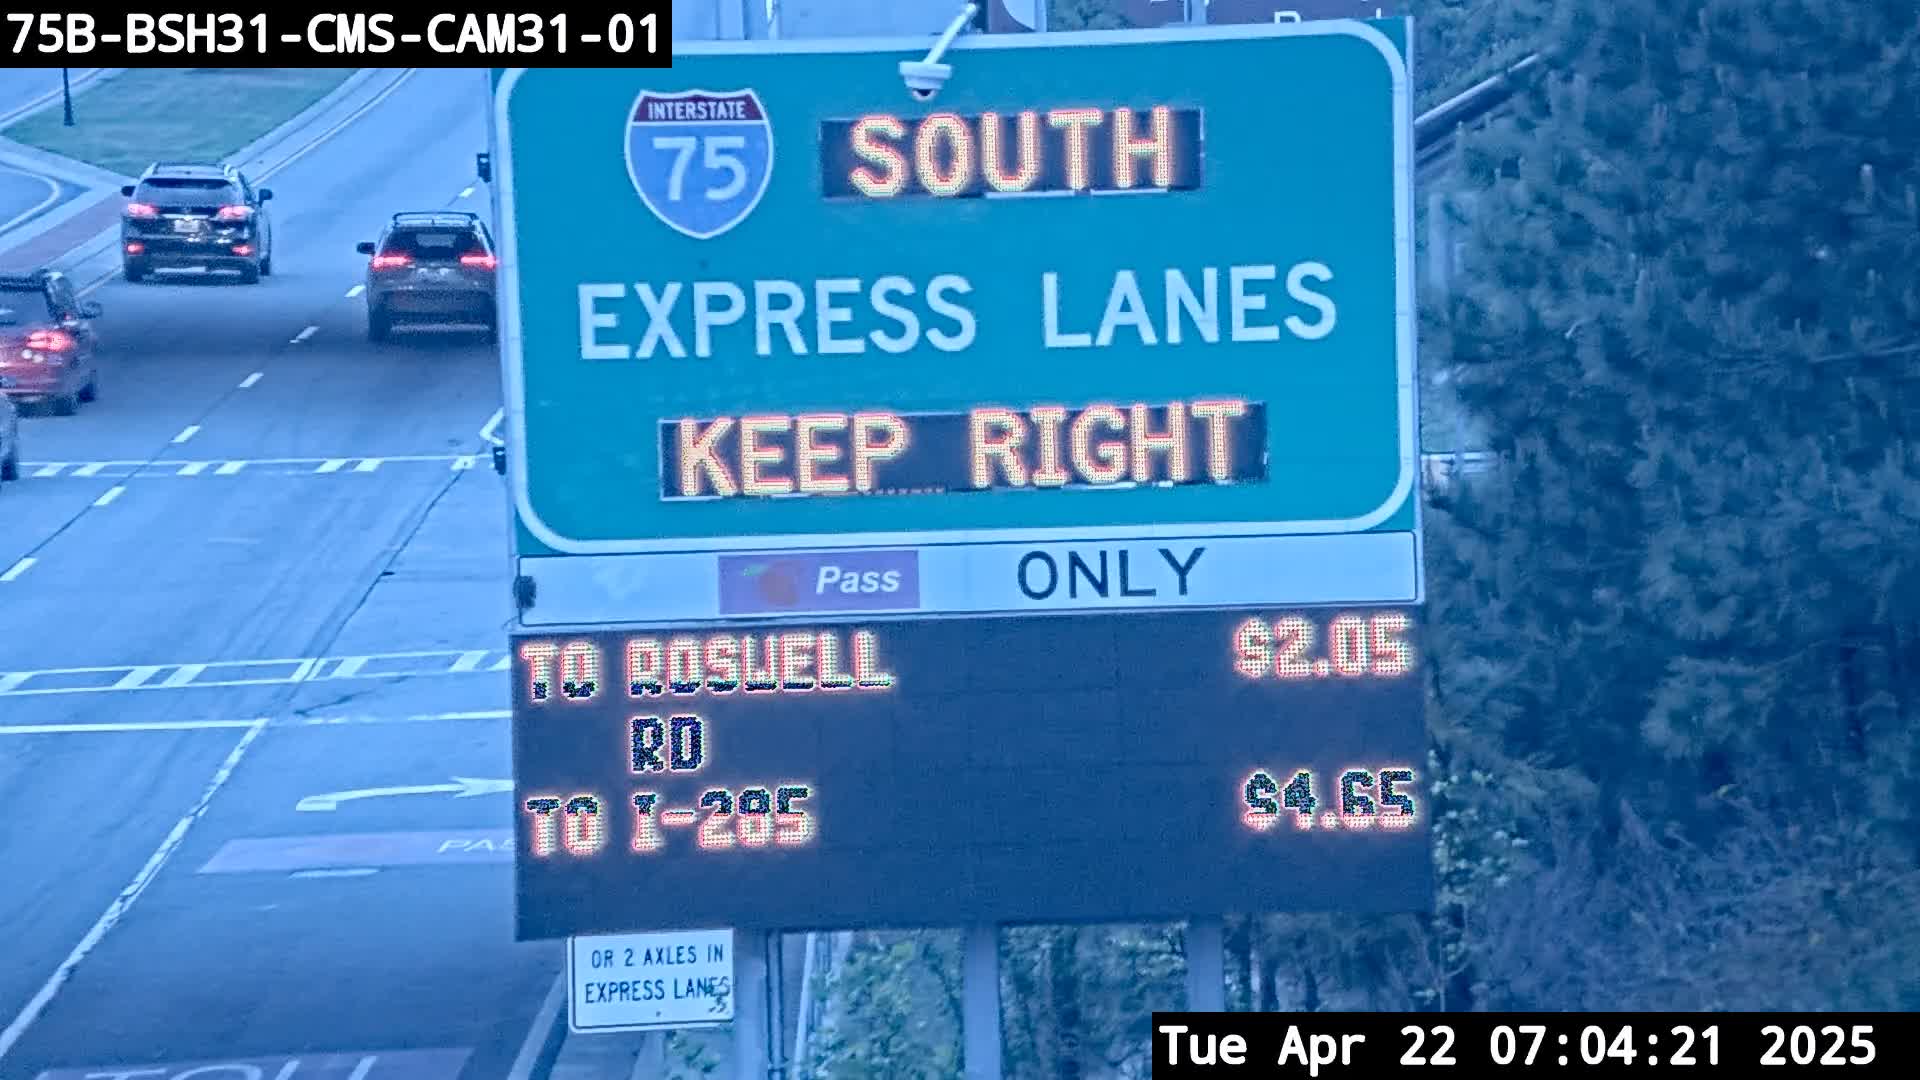 75B-BSH31-CMS-CAM31-01
INTERSTATE
75
SOUTH
EXPRESS LANES
KEEP RIGHT
Pass ONLY
TO ROSWELL $2.05
RD
TO I-285 $4.65
OR 2 AXLES IN
EXPRESS LANES
Tue Apr 22 07:04:21 2025